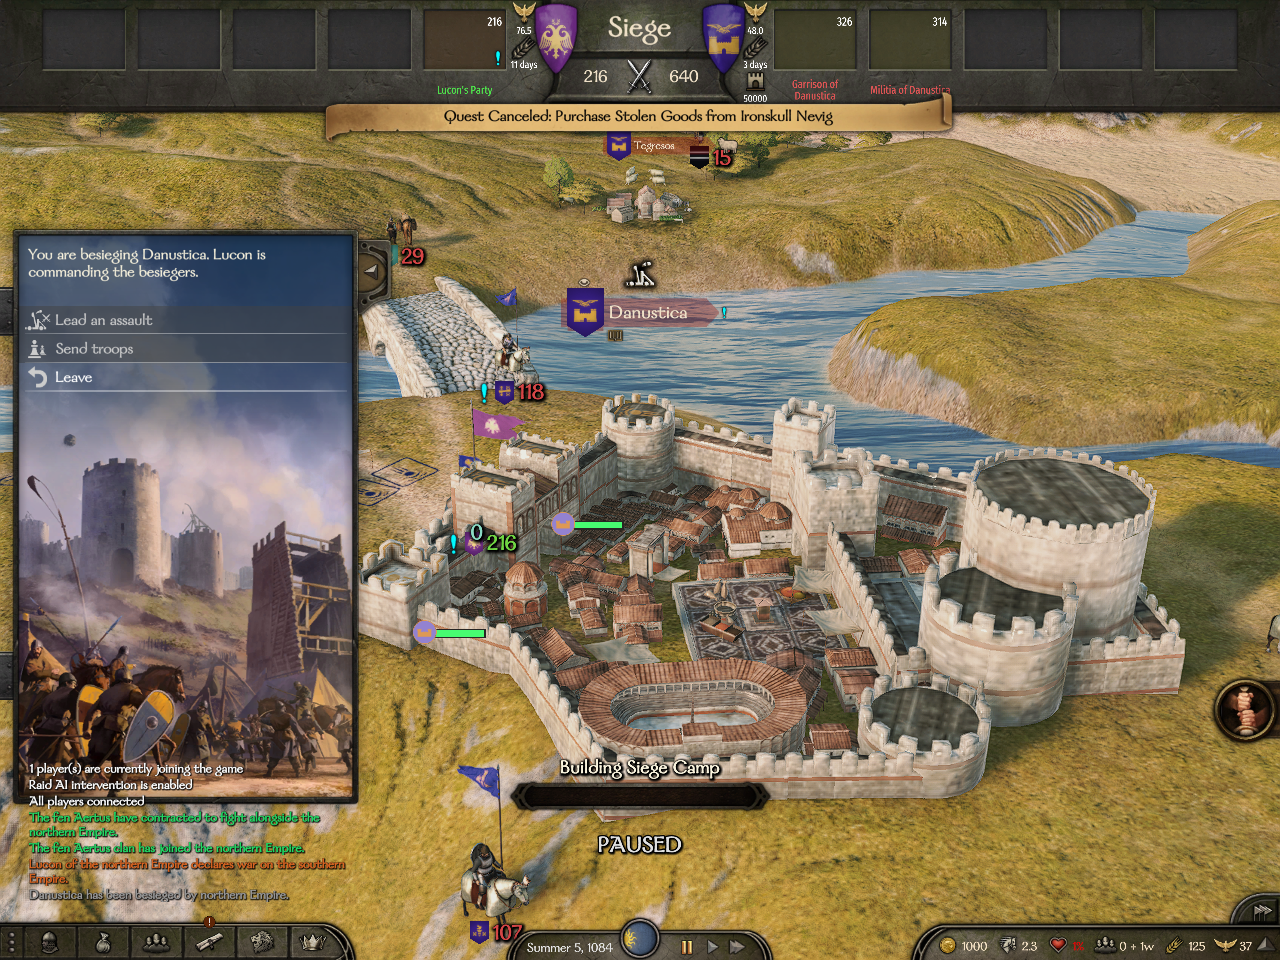 216
76.5
11 days
Lucon's Party
Siege
216
640
48.0
3 days
50000
326
314
Garrison of
Danustica
Militia of Danustica
Quest Canceled: Purchase Stolen Goods from Ironskull Nevig
Tegresos
15
29
Danustica
118
0
216
You are besieging Danustica. Lucon is
commanding the besiegers.
Lead an assault
Send troops
Leave
1 player(s) are currently joining the game
Raid AI Intervention is enabled
All players connected
The fen Aertus have contracted to fight alongside the
northern Empire.
The fen Aertus clan has joined the northern Empire.
Lucon of the northern Empire declares war on the southern
Empire.
Danustica has been besieged by northern Empire.
Building Siege Camp
PAUSED
107
Summer 5, 1084
1000
2.3
0 + 1w
125
37